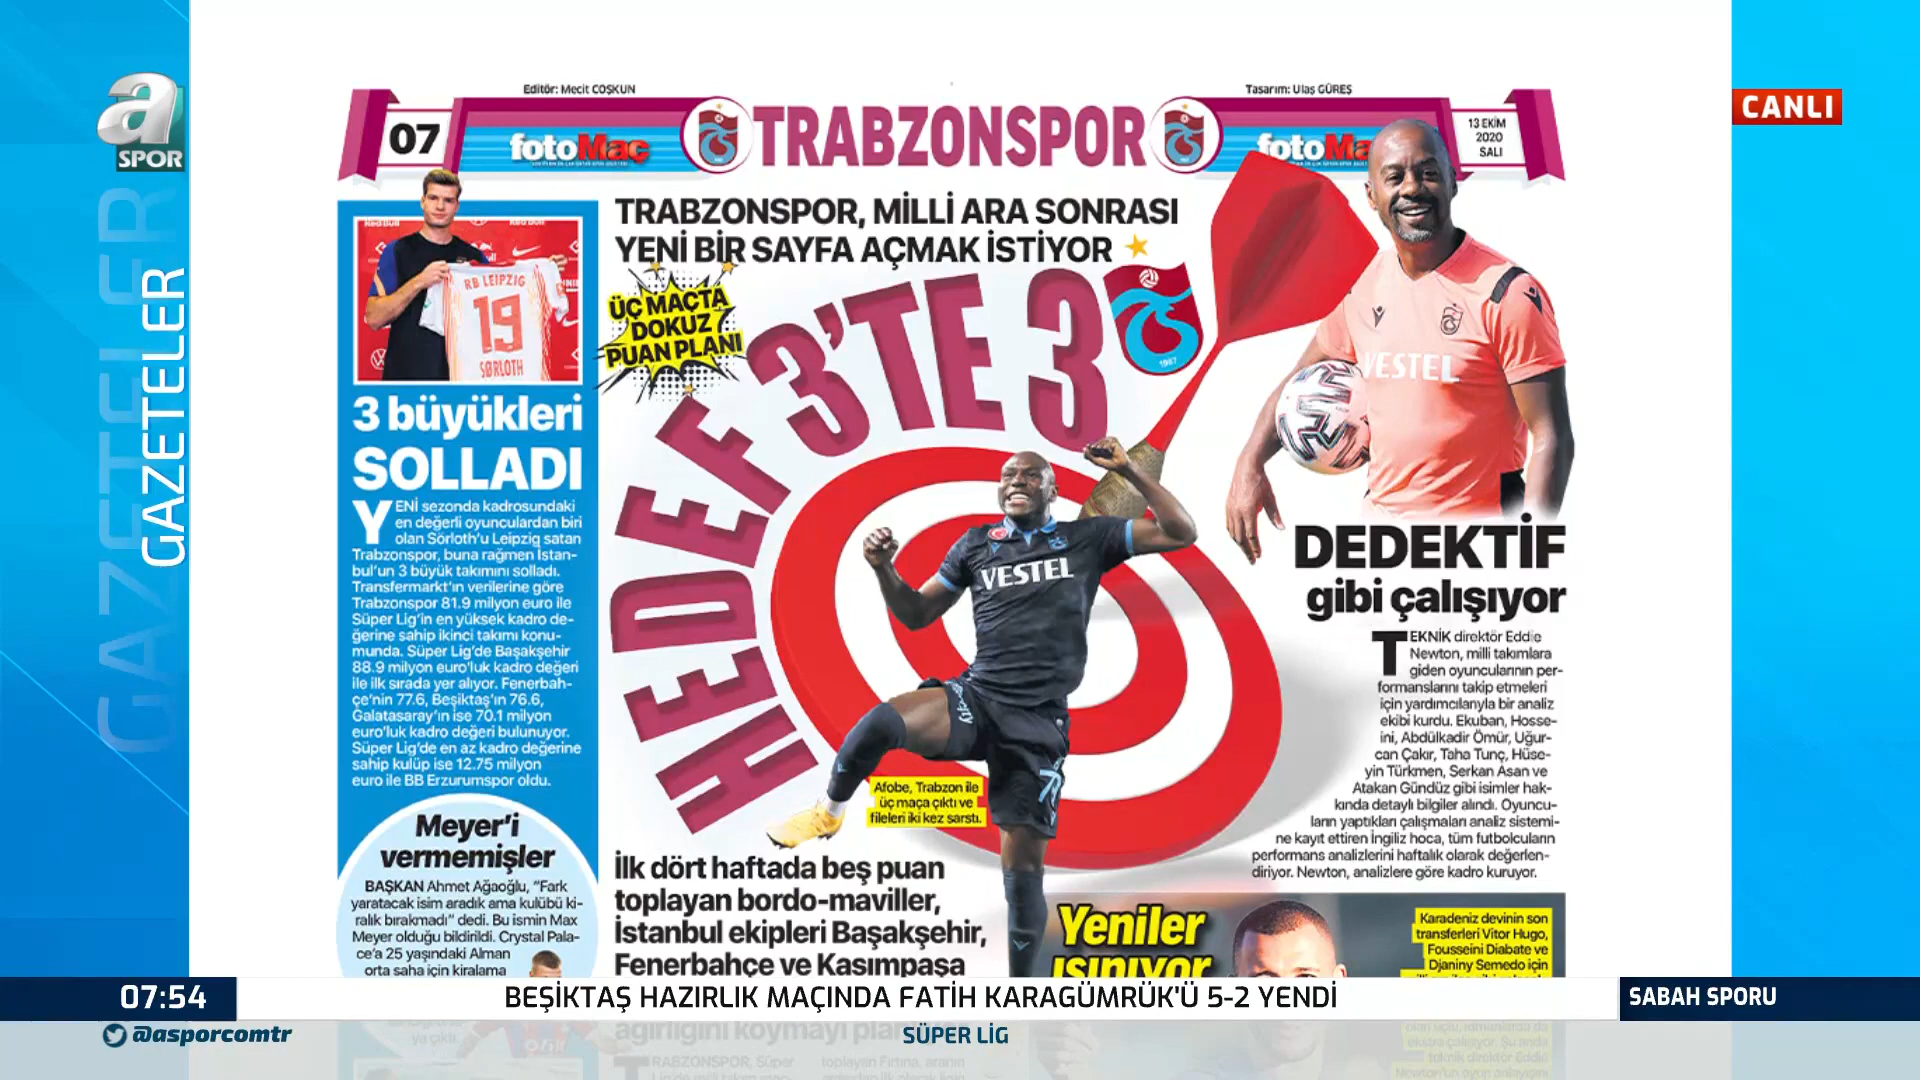 a
SPOR
GAZETELER
GAZETELER
CANLI
Editör: Mecit COŞKUN
Tasarım: Ulaş GÜREŞ
07
fotoMaç
TRABZONSPOR
fotoMa
13 EKİM
2020
SALI
TRABZONSPOR, MİLLİ ARA SONRASI
YENİ BİR SAYFA AÇMAK İSTİYOR
ÜÇ MAÇTA
DOKUZ
PUAN PLANI
HEDEF 3'TE 3
1967
RB LEIPZIG
19
SØRLOTH
3 büyükleri
SOLLADI
YENİ sezonda kadrosundaki
en değerli oyunculardan biri
olan Sörloth'u Leipzig satan
Trabzonspor, buna rağmen İstan-
bul'un 3 büyük takımını solladı.
Transfermarkt'ın verilerine göre
Trabzonspor 81.9 milyon euro ile
Süper Lig'in en yüksek kadro de-
ğerine sahip ikinci takımı konu-
munda. Süper Lig'de Başakşehir
88.9 milyon euro'luk kadro değeri
ile ilk sırada yer alıyor. Fenerbah-
çe'nin 77.6, Beşiktaş'ın 76.6,
Galatasaray'ın ise 70.1 milyon
euro'luk kadro değeri bulunuyor.
Süper Lig'de en az kadro değerine
sahip kulüp ise 12.75 milyon
euro ile BB Erzurumspor oldu.
Meyer'i
vermemişler
BAŞKAN Ahmet Ağaoğlu, "Fark
yaratacak isim aradık ama kulübü ki-
ralık bırakmadı" dedi. Bu ismin Max
Meyer olduğu bildirildi. Crystal Pala-
ce'a 25 yaşındaki Alman
orta saha için kiralama
VESTEL
Afobe, Trabzon ile
üç maça çıktı ve
fileleri iki kez sarstı.
İlk dört haftada beş puan
toplayan bordo-maviller,
İstanbul ekipleri Başakşehir,
Fenerbahçe ve Kasımpaşa
VESTEL
DEDEKTİF
gibi çalışıyor
TEKNİK direktör Eddie
Newton, milli takımlara
giden oyuncularının per-
formanslarını takip etmeleri
için yardımcılarıyla bir analiz
ekibi kurdu. Ekuban, Hosse-
ini, Abdülkadir Ömür, Uğur-
can Çakır, Taha Tunç, Hüse-
yin Türkmen, Serkan Asan ve
Atakan Gündüz gibi isimler hak-
kında detaylı bilgiler alındı. Oyuncu-
ların yaptıkları çalışmaları analiz sistemi-
ne kayıt ettiren İngiliz hoca, tüm futbolcuların
performans analizlerini haftalık olarak değerlen-
diriyor. Newton, analizlere göre kadro kuruyor.
Yeniler
ısınıyor
Karadeniz devinin son
transferleri Vitor Hugo,
Fousseini Diabate ve
Djaniny Semedo için
07:54
BEŞİKTAŞ HAZIRLIK MAÇINDA FATİH KARAGÜMRÜK'Ü 5-2 YENDİ
SABAH SPORU
@asporcomtr
SÜPER LİG